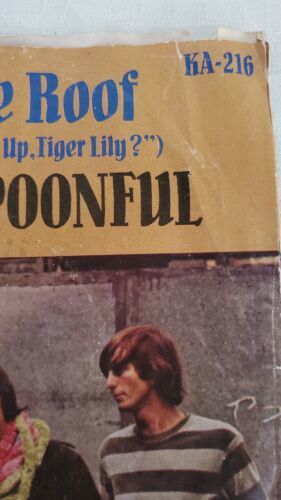 KA-216
e Roof
Up, Tiger Lily?")
POONFUL